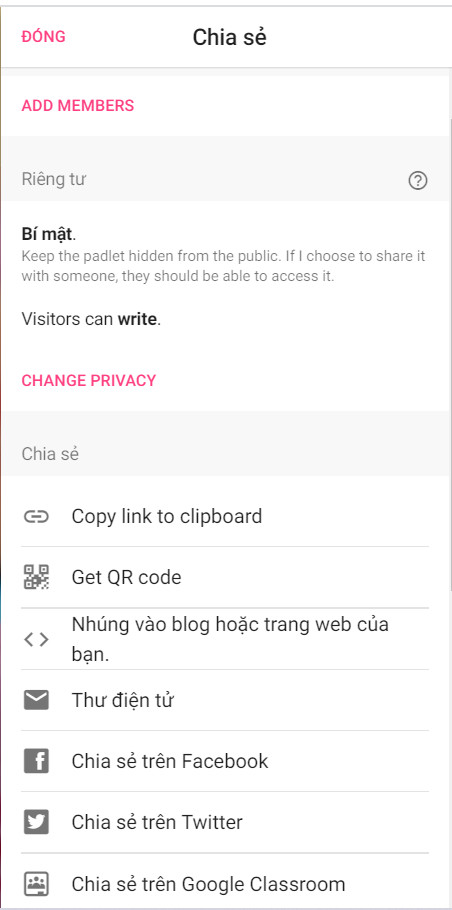 ĐÓNG
Chia sẻ
ADD MEMBERS
Riêng tư
Bí mật.
Keep the padlet hidden from the public. If I choose to share it
with someone, they should be able to access it.
Visitors can write.
CHANGE PRIVACY
Chia sẻ
Copy link to clipboard
Get QR code
Nhúng vào blog hoặc trang web của
bạn.
Thư điện tử
Chia sẻ trên Facebook
Chia sẻ trên Twitter
Chia sẻ trên Google Classroom